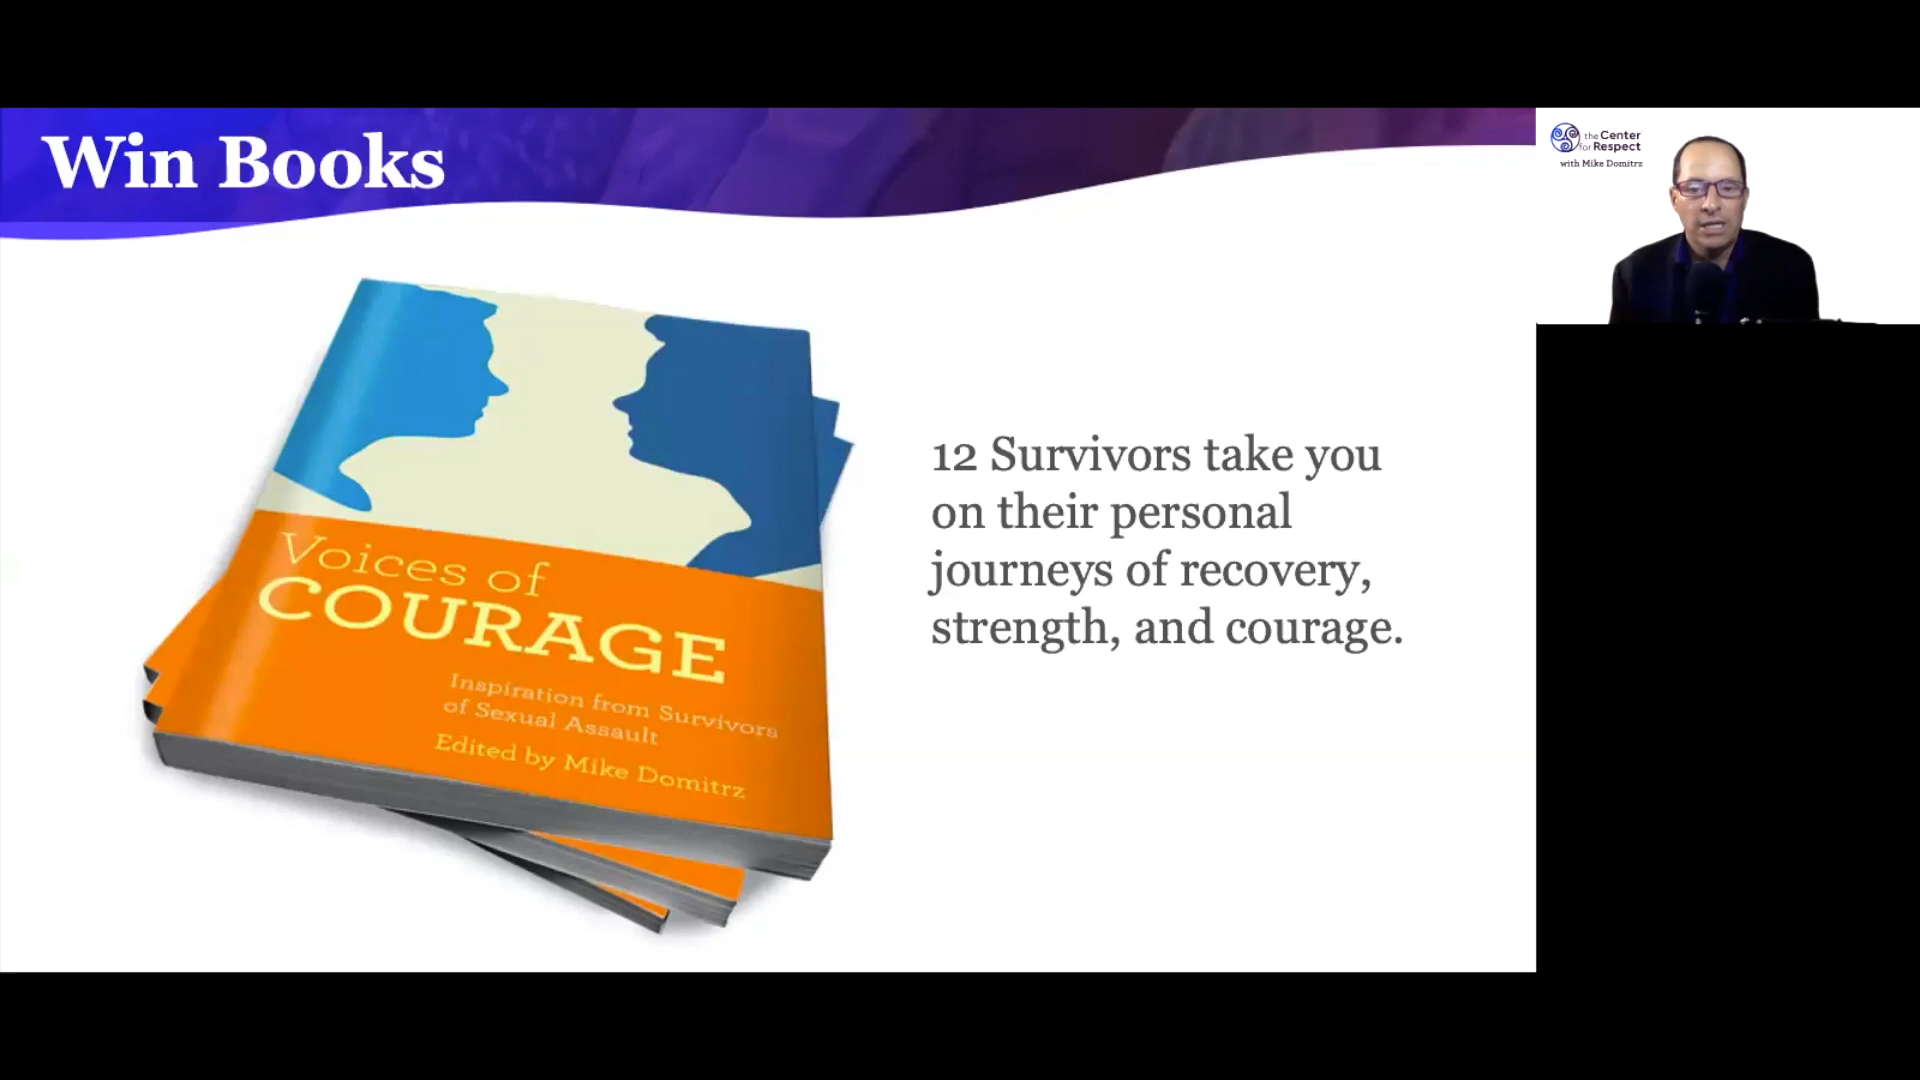 Win Books
the Center
for Respect
with Mike Domitrz
Voices of
COURAGE
Inspiration from Survivors
of Sexual Assault
Edited by Mike Domitrz
12 Survivors take you
on their personal
journeys of recovery,
strength, and courage.